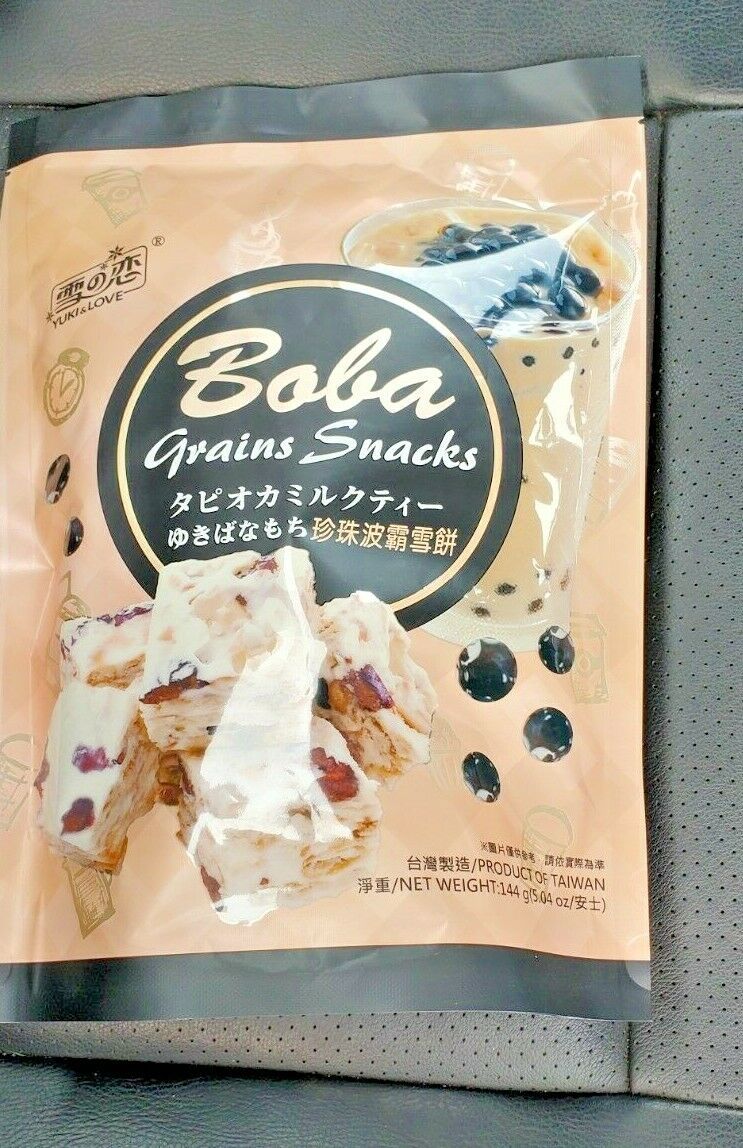 雪の恋®
YUKI&LOVE
Boba
Grains Snacks
タピオカミルクティー
ゆきばなもち珍珠波霸雪餅
※圖片僅供參考，請依實際為準
台灣製造/PRODUCT OF TAIWAN
淨重/NET WEIGHT:144 g(5.04 oz/安士)